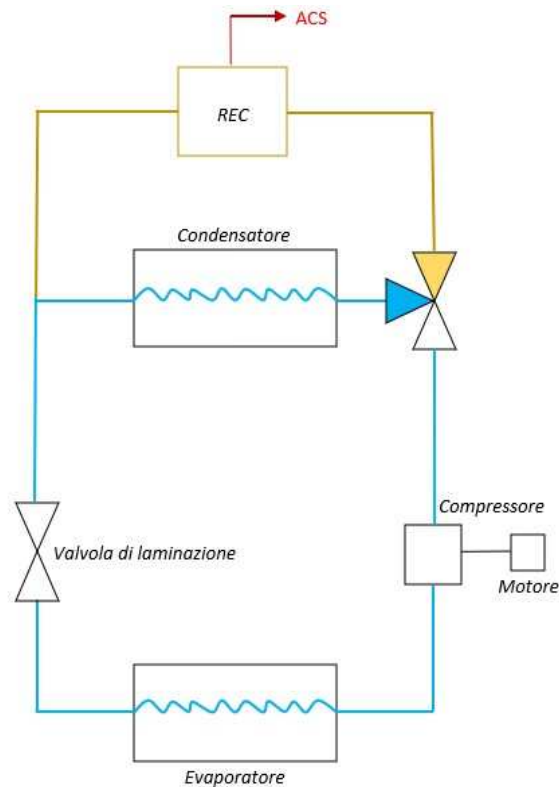 ACS
REC
Condensatore
Compressore
Valvola di laminazione
Motore
Evaporatore